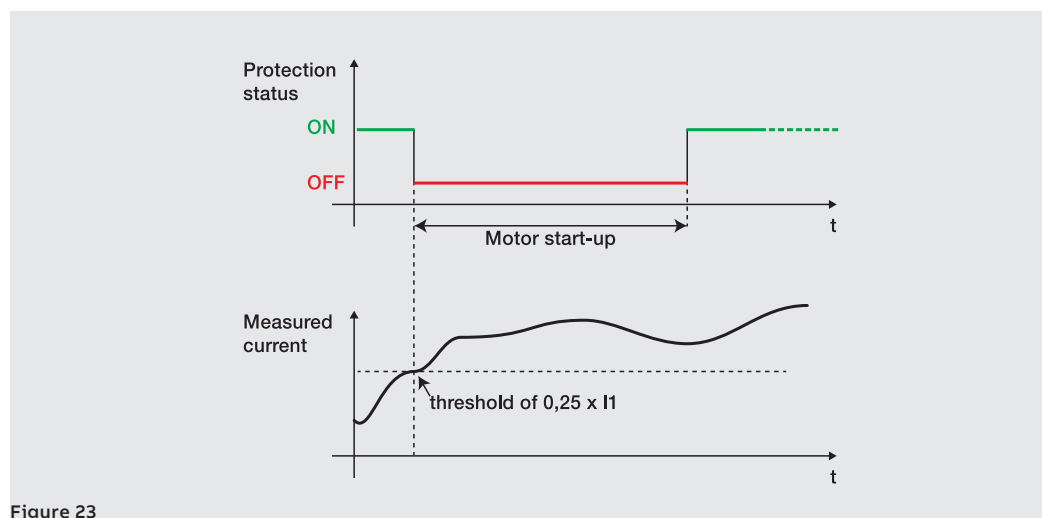 Protection
status
ON
OFF
t
Motor start-up
Measured
current
threshold of 0,25 x I1
t
Figure 23